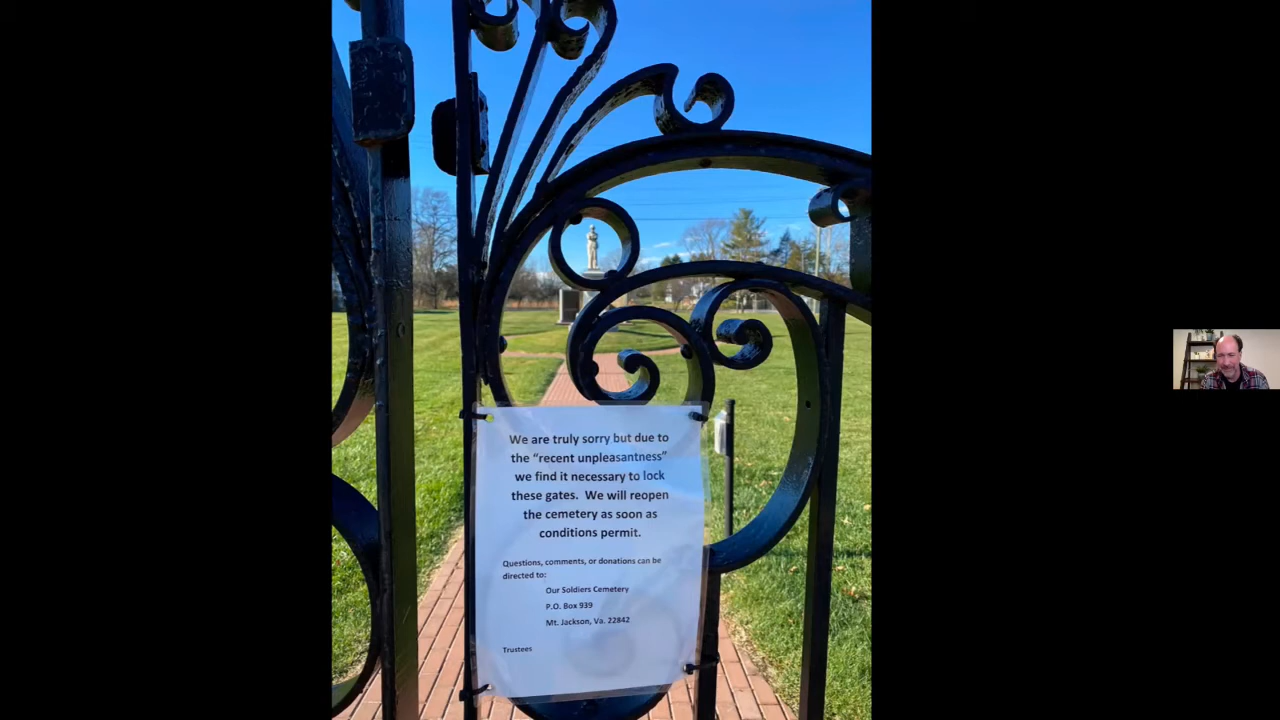 We are truly sorry but due to
the “recent unpleasantness”
we find it necessary to lock
these gates.  We will reopen
the cemetery as soon as
conditions permit.
Questions, comments, or donations can be
directed to:
Our Soldiers Cemetery
P.O. Box 939
Mt. Jackson, Va. 22842
Trustees